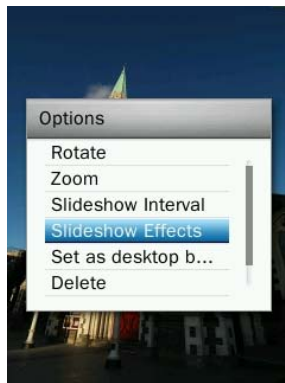 Options
Rotate
Zoom
Slideshow Interval
Slideshow Effects
Set as desktop b...
Delete